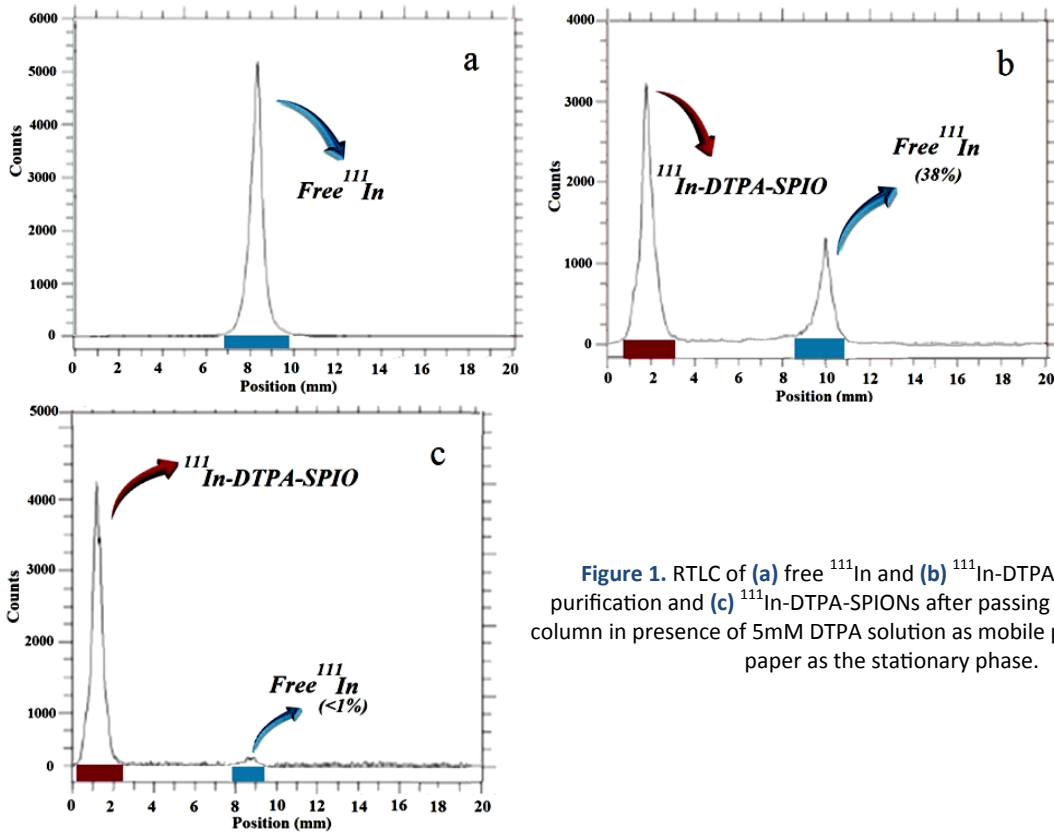 a
6000
5000
4000
3000
2000
1000
0
Counts
Free ¹¹¹In
0 2 4 6 8 10 12 14 16 18 20
Position (mm)
b
4000
3000
2000
1000
0
Counts
¹¹¹In-DTPA-SPIO
Free ¹¹¹In
(38%)
0 2 4 6 8 10 12 14 16 20
Position (mm)
c
5000
4000
3000
2000
1000
0
Counts
¹¹¹In-DTPA-SPIO
Free ¹¹¹In
(<1%)
0 2 4 6 8 10 12 14 16 18 20
Position (mm)
Figure 1. RTLC of (a) free ¹¹¹In and (b) ¹¹¹In-DTPA
purification and (c) ¹¹¹In-DTPA-SPIONs after passing
column in presence of 5mM DTPA solution as mobile
paper as the stationary phase.